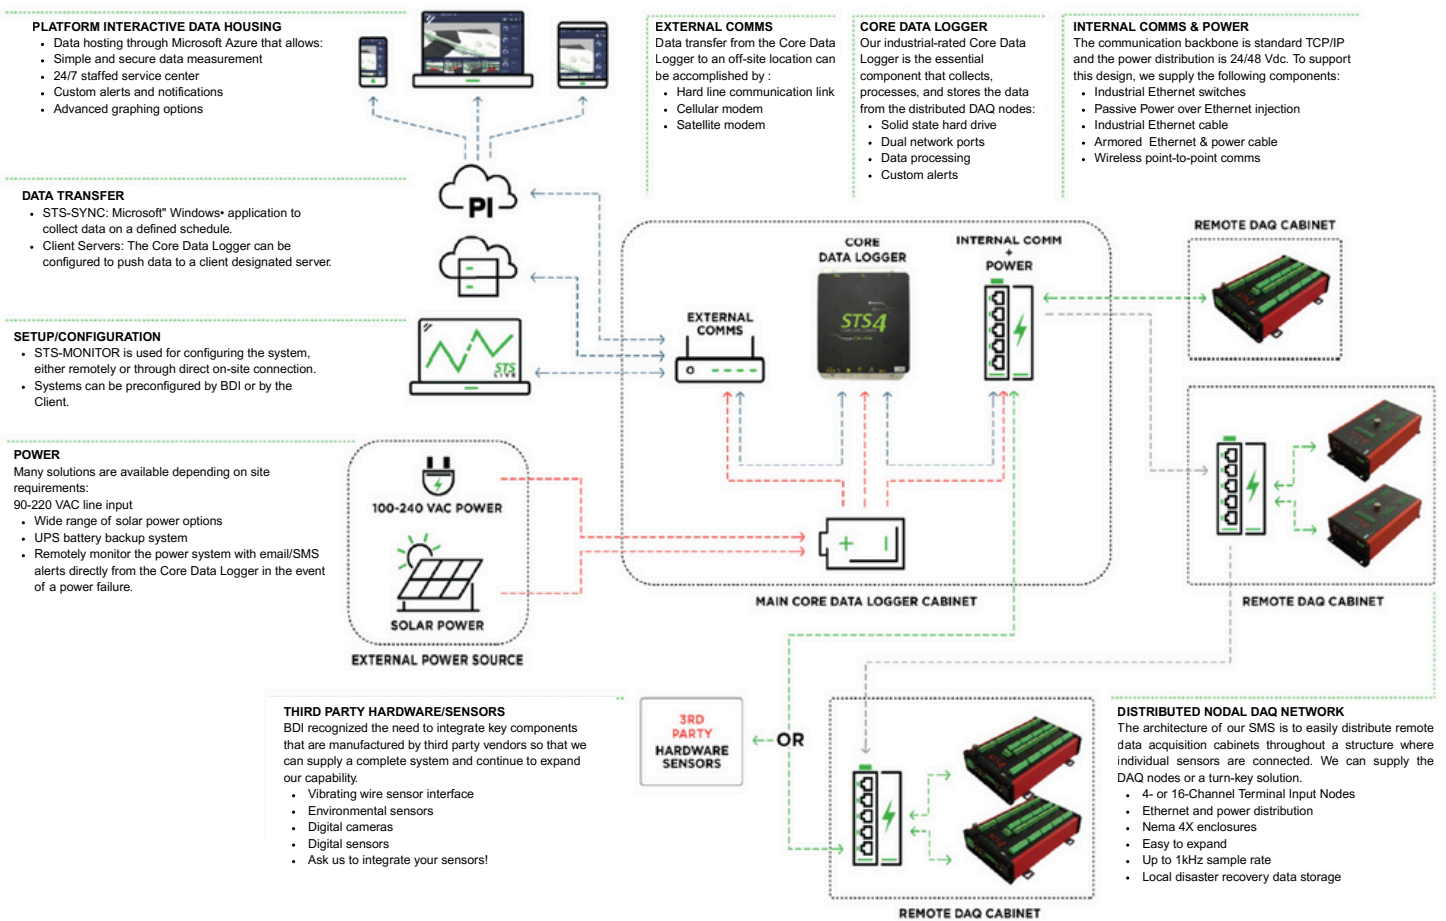 PLATFORM INTERACTIVE DATA HOUSING
• Data hosting through Microsoft Azure that allows:
• Simple and secure data measurement
• 24/7 staffed service center
• Custom alerts and notifications
• Advanced graphing options
EXTERNAL COMMS
Data transfer from the Core Data
Logger to an off-site location can
be accomplished by :
• Hard line communication link
• Cellular modem
• Satellite modem
CORE DATA LOGGER
Our industrial-rated Core Data
Logger is the essential
component that collects,
processes, and stores the data
from the distributed DAQ nodes:
• Solid state hard drive
• Dual network ports
• Data processing
• Custom alerts
INTERNAL COMMS & POWER
The communication backbone is standard TCP/IP
and the power distribution is 24/48 Vdc. To support
this design, we supply the following components:
• Industrial Ethernet switches
• Passive Power over Ethernet injection
• Industrial Ethernet cable
• Armored Ethernet & power cable
• Wireless point-to-point comms
DATA TRANSFER
• STS-SYNC: Microsoft" Windows• application to
collect data on a defined schedule.
• Client Servers: The Core Data Logger can be
configured to push data to a client designated server.
PI
SETUP/CONFIGURATION
• STS-MONITOR is used for configuring the system,
either remotely or through direct on-site connection.
• Systems can be preconfigured by BDI or by the
Client.
STS
LIVE
EXTERNAL
COMMS
CORE
DATA LOGGER
STS4
INTERNAL COMM
+
POWER
REMOTE DAQ CABINET
POWER
Many solutions are available depending on site
requirements:
90-220 VAC line input
• Wide range of solar power options
• UPS battery backup system
• Remotely monitor the power system with email/SMS
alerts directly from the Core Data Logger in the event
of a power failure.
100-240 VAC POWER
SOLAR POWER
EXTERNAL POWER SOURCE
MAIN CORE DATA LOGGER CABINET
REMOTE DAQ CABINET
THIRD PARTY HARDWARE/SENSORS
BDI recognized the need to integrate key components
that are manufactured by third party vendors so that we
can supply a complete system and continue to expand
our capability.
• Vibrating wire sensor interface
• Environmental sensors
• Digital cameras
• Digital sensors
• Ask us to integrate your sensors!
3RD
PARTY
HARDWARE
SENSORS
OR
REMOTE DAQ CABINET
DISTRIBUTED NODAL DAQ NETWORK
The architecture of our SMS is to easily distribute remote
data acquisition cabinets throughout a structure where
individual sensors are connected. We can supply the
DAQ nodes or a turn-key solution.
• 4- or 16-Channel Terminal Input Nodes
• Ethernet and power distribution
• Nema 4X enclosures
• Easy to expand
• Up to 1kHz sample rate
• Local disaster recovery data storage